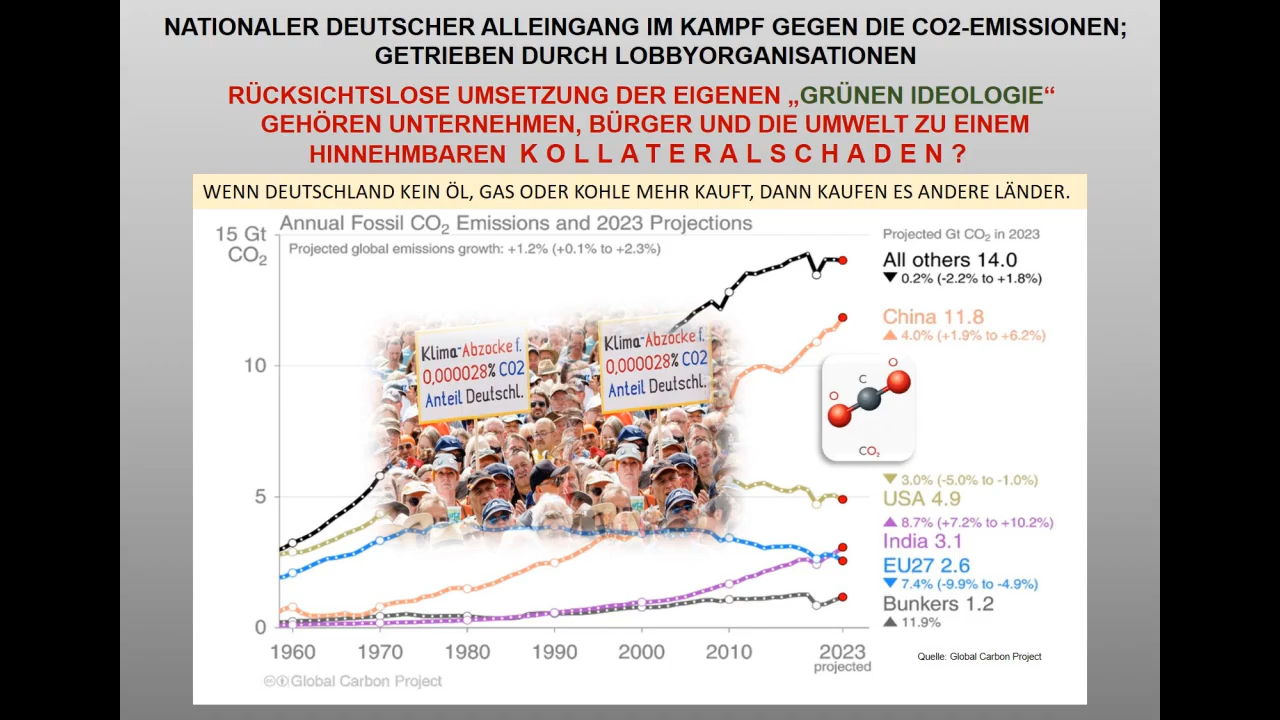 NATIONALER DEUTSCHER ALLEINGANG IM KAMPF GEGEN DIE CO2-EMISSIONEN;
GETRIEBEN DURCH LOBBYORGANISATIONEN
RÜCKSICHTSLOSE UMSETZUNG DER EIGENEN „GRÜNEN IDEOLOGIE“
GEHÖREN UNTERNEHMEN, BÜRGER UND DIE UMWELT ZU EINEM
HINNEHMBAREN K O L L A T E R A L S C H A D E N ?
WENN DEUTSCHLAND KEIN ÖL, GAS ODER KOHLE MEHR KAUFT, DANN KAUFEN ES ANDERE LÄNDER.
Annual Fossil CO₂ Emissions and 2023 Projections
Projected global emissions growth: +1.2% (+0.1% to +2.3%)
15 Gt
CO₂
10
5
0
Projected Gt CO₂ in 2023
All others 14.0
▼ 0.2% (-2.2% to +1.8%)
China 11.8
▲ 4.0% (+1.9% to +6.2%)
Klima-Abzocke f.
0,000028% CO2
Anteil Deutschl.
Klima-Abzocke f.
0,000028% CO2
Anteil Deutschl.
O
C
O
CO₂
▼ 3.0% (-5.0% to -1.0%)
USA 4.9
▲ 8.7% (+7.2% to +10.2%)
India 3.1
EU27 2.6
▼ 7.4% (-9.9% to -4.9%)
Bunkers 1.2
▲ 11.9%
1960 1970 1980 1990 2000 2010 2023
projected
Quelle: Global Carbon Project
Global Carbon Project